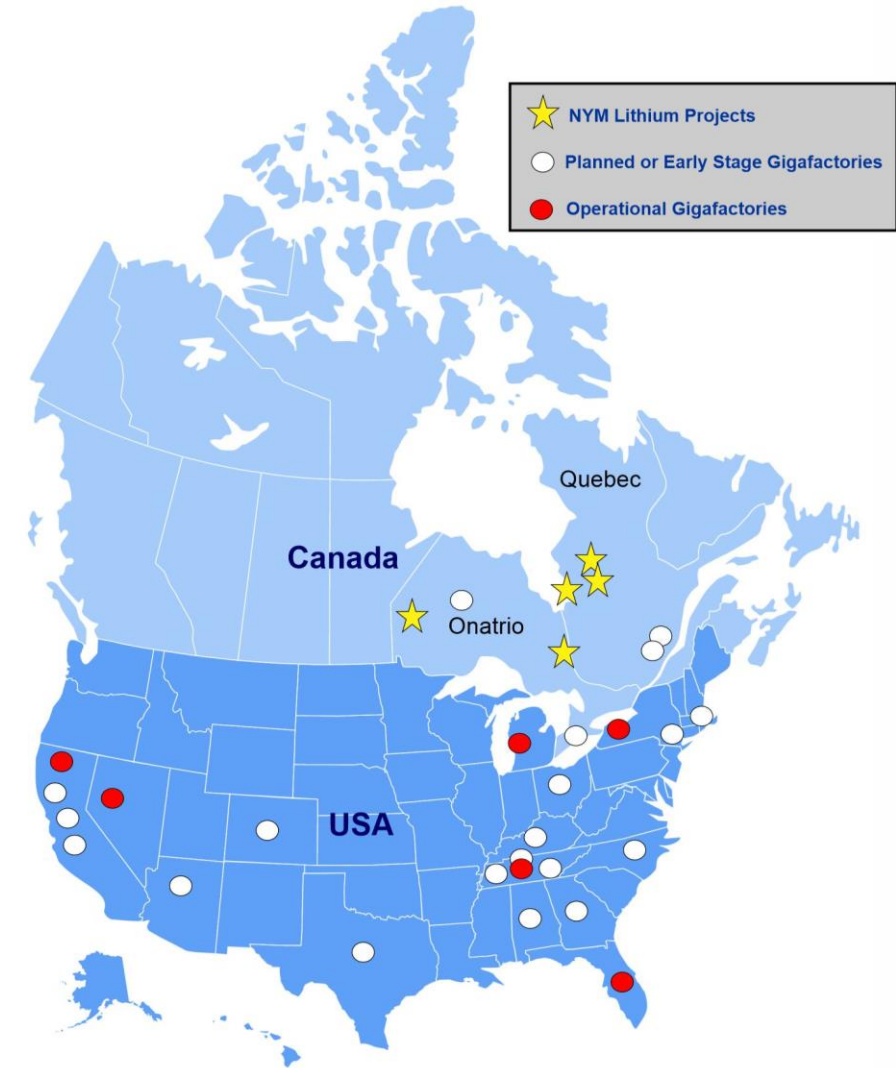 NYM Lithium Projects
Planned or Early Stage Gigafactories
Operational Gigafactories
Quebec
Canada
Onatrio
USA